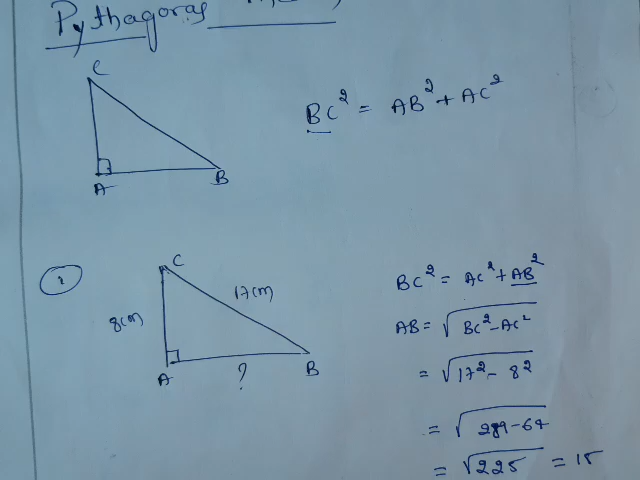 Pythagoras
C
BC² = AB² + AC²
A
B
1
C
8cm
17cm
A
?
B
BC² = AC² + AB²
AB = √BC² - AC²
= √17² - 8²
= √289 - 64
= √225 = 15